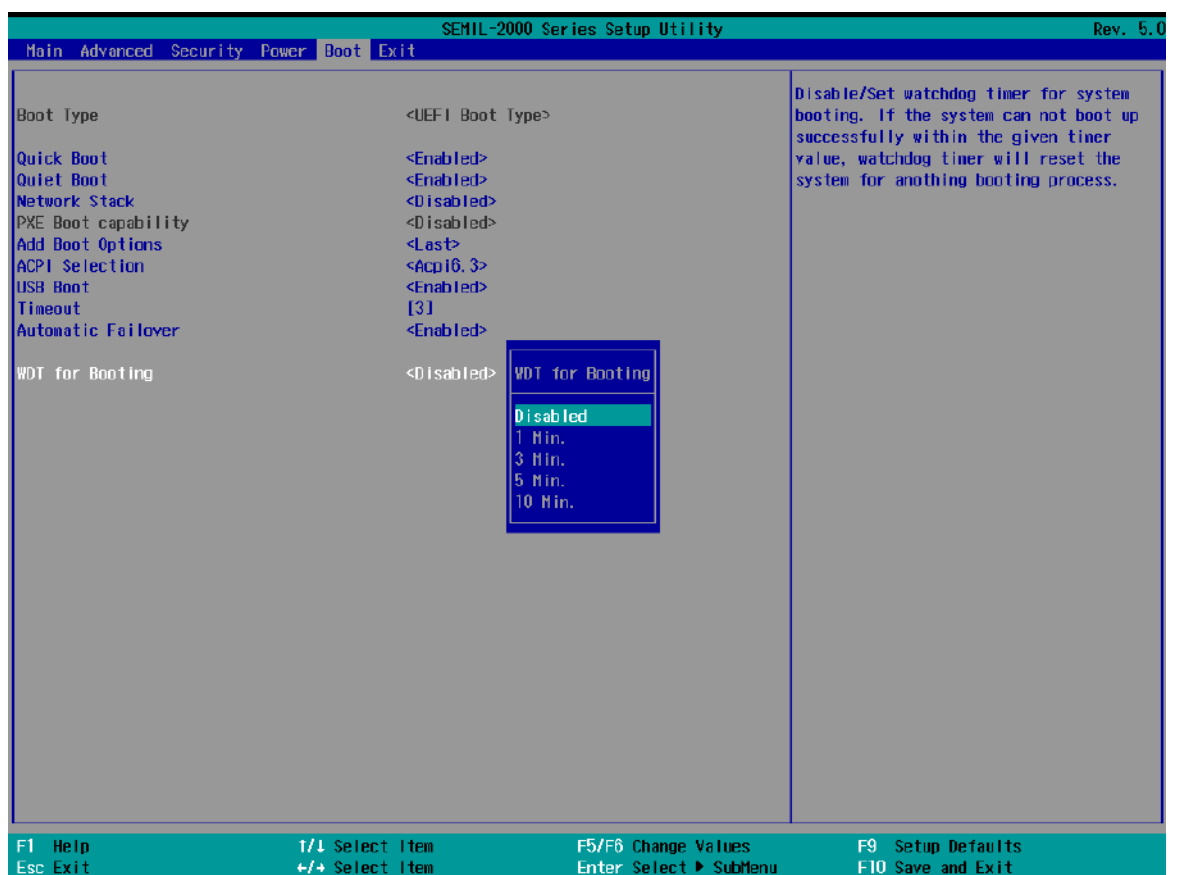 SEMIL-2000 Series Setup Utility Rev. 5.0
Main Advanced Security Power Boot Exit
Boot Type <UEFI Boot Type>
Quick Boot <Enabled>
Quiet Boot <Enabled>
Network Stack <Disabled>
PXE Boot capability <Disabled>
Add Boot Options <Last>
ACPI Selection <Acpi6.3>
USB Boot <Enabled>
Timeout [3]
Automatic Failover <Enabled>
WDT for Booting <Disabled>
WDT for Booting
Disabled
1 Min.
3 Min.
5 Min.
10 Min.
Disable/Set watchdog timer for system
booting. If the system can not boot up
successfully within the given timer
value, watchdog timer will reset the
system for anothing booting process.
F1 Help ↑/↓ Select Item F5/F6 Change Values F9 Setup Defaults
Esc Exit ←/→ Select Item Enter Select ▶ SubMenu F10 Save and Exit